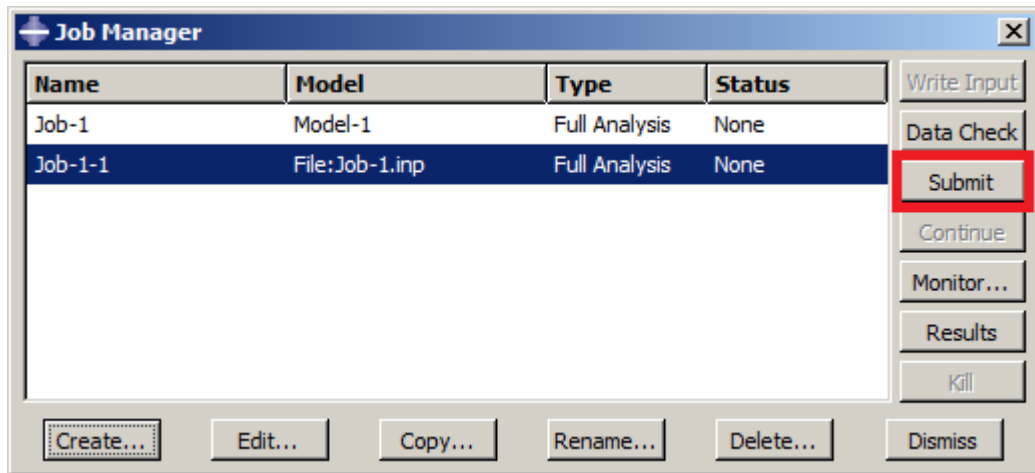 Job Manager
Name Model Type Status
Job-1 Model-1 Full Analysis None
Job-1-1 File:Job-1.inp Full Analysis None
Write Input
Data Check
Submit
Continue
Monitor...
Results
Kill
Create... Edit... Copy... Rename... Delete... Dismiss